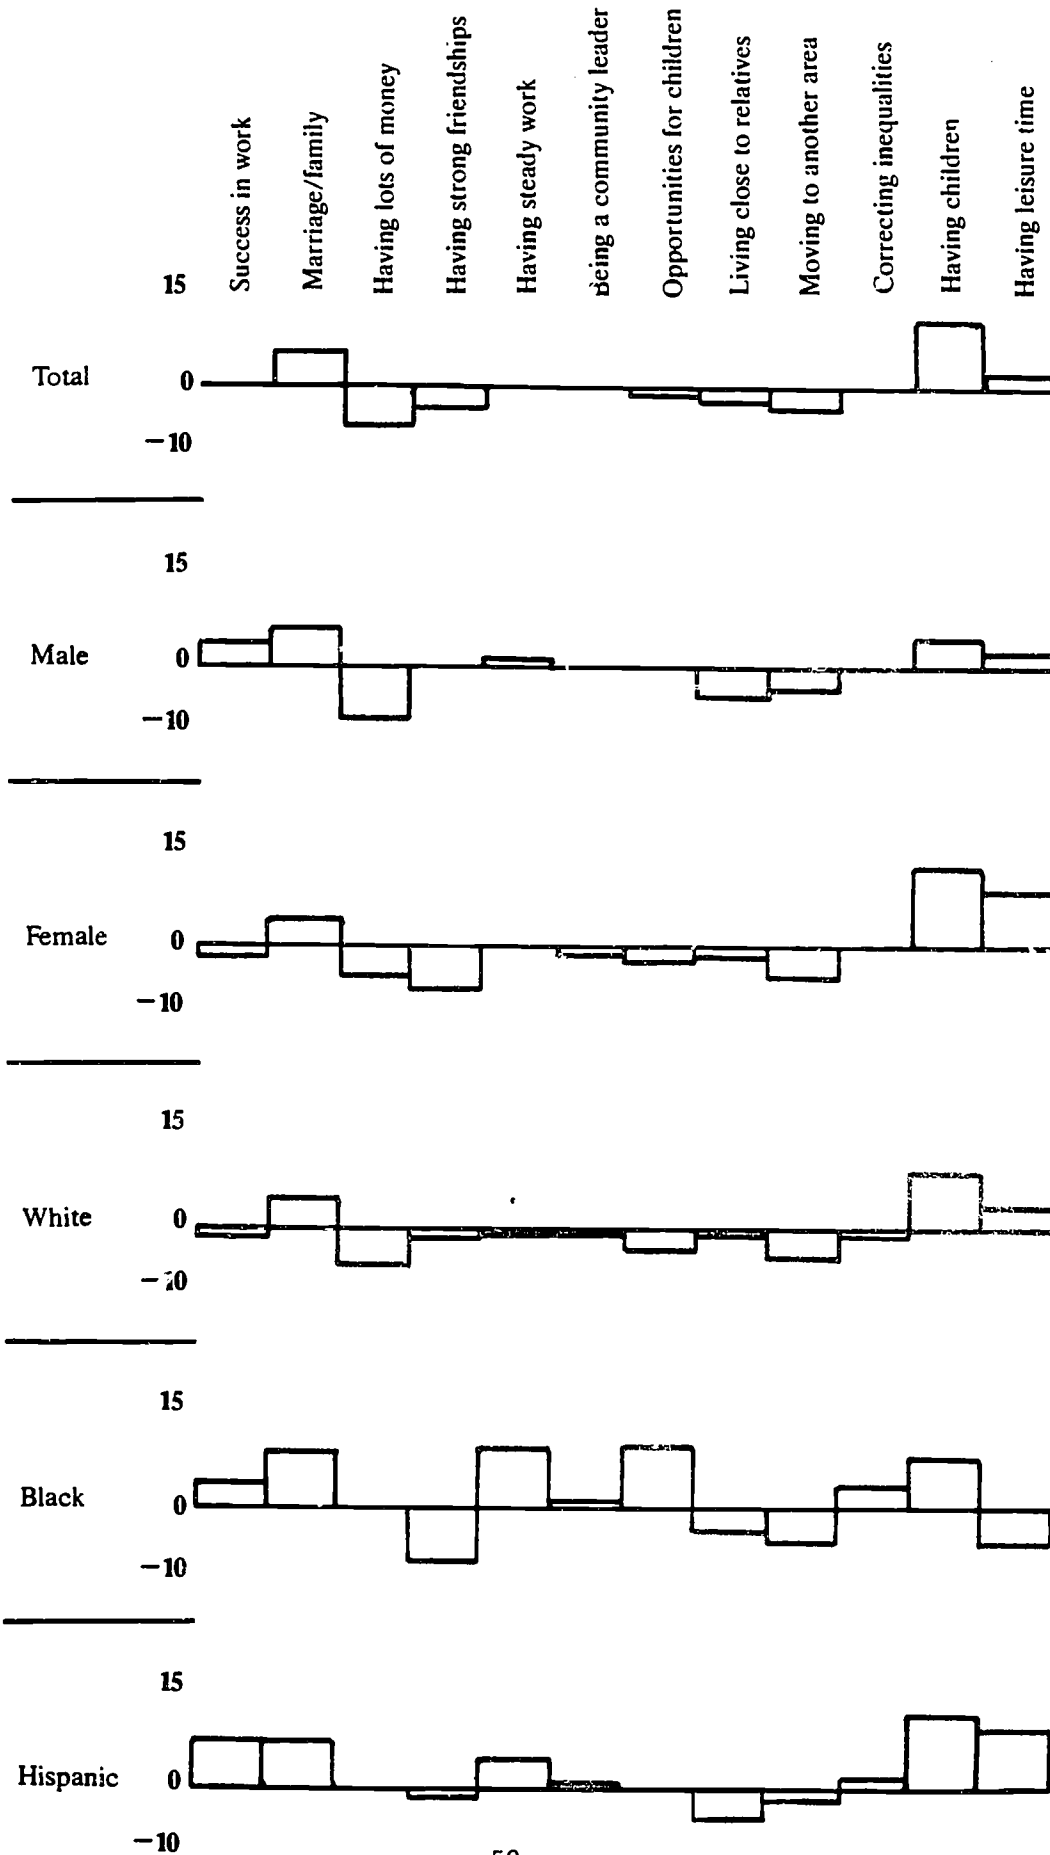 Success in work
Marriage/family
Having lots of money
Having strong friendships
Having steady work
Being a community leader
Opportunities for children
Living close to relatives
Moving to another area
Correcting inequalities
Having children
Having leisure time
15
Total 0
-10
15
Male 0
-10
15
Female 0
-10
15
White 0
-10
15
Black 0
-10
15
Hispanic 0
-10